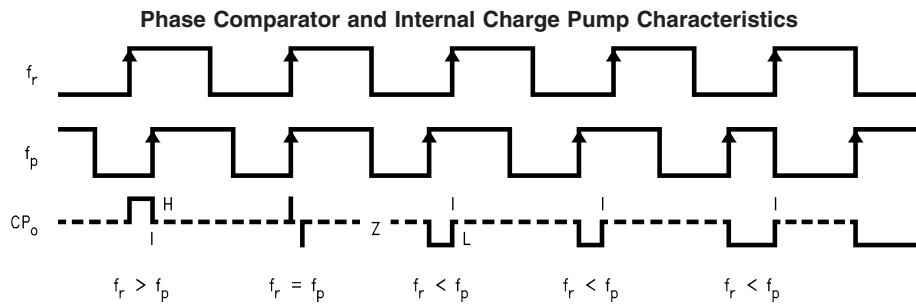 Phase Comparator and Internal Charge Pump Characteristics
fr
fp
CPo
H
I
Z
I
L
I
I
fr > fp
fr = fp
fr < fp
fr < fp
fr < fp